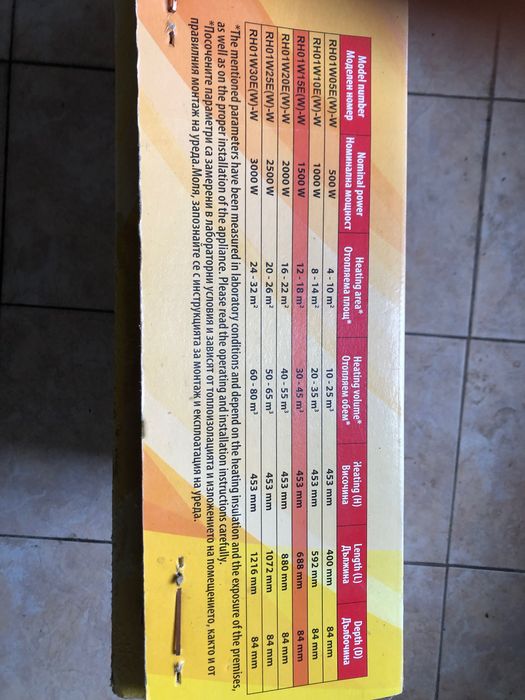 Model number Nominal power Heating area* Heating volume* Heating (H) Length (L) Depth (D)
Моделен номер Номинална мощност Отопляема площ* Отопляем обем* Височина Дължина Дълбочина
RH01W05E(W)-W 500 W 4 - 10 m² 10 - 25 m³ 453 mm 400 mm 84 mm
RH01W10E(W)-W 1000 W 8 - 14 m² 20 - 35 m³ 453 mm 592 mm 84 mm
RH01W15E(W)-W 1500 W 12 - 18 m² 30 - 45 m³ 453 mm 688 mm 84 mm
RH01W20E(W)-W 2000 W 16 - 22 m² 40 - 55 m³ 453 mm 880 mm 84 mm
RH01W25E(W)-W 2500 W 20 - 26 m² 50 - 65 m³ 453 mm 1072 mm 84 mm
RH01W30E(W)-W 3000 W 24 - 32 m² 60 - 80 m³ 453 mm 1216 mm 84 mm
*The mentioned parameters have been measured in laboratory conditions and depend on the heating insulation and the exposure of the premises,
as well as on the proper installation of the appliance. Please read the operating and installation instructions carefully.
*Посочените параметри са замерени в лабораторни условия и зависят от топлоизолацията и изложението на помещението, както и от
правилния монтаж на уреда. Моля, запознайте се с инструкцията за монтаж и експлоатация на уреда.